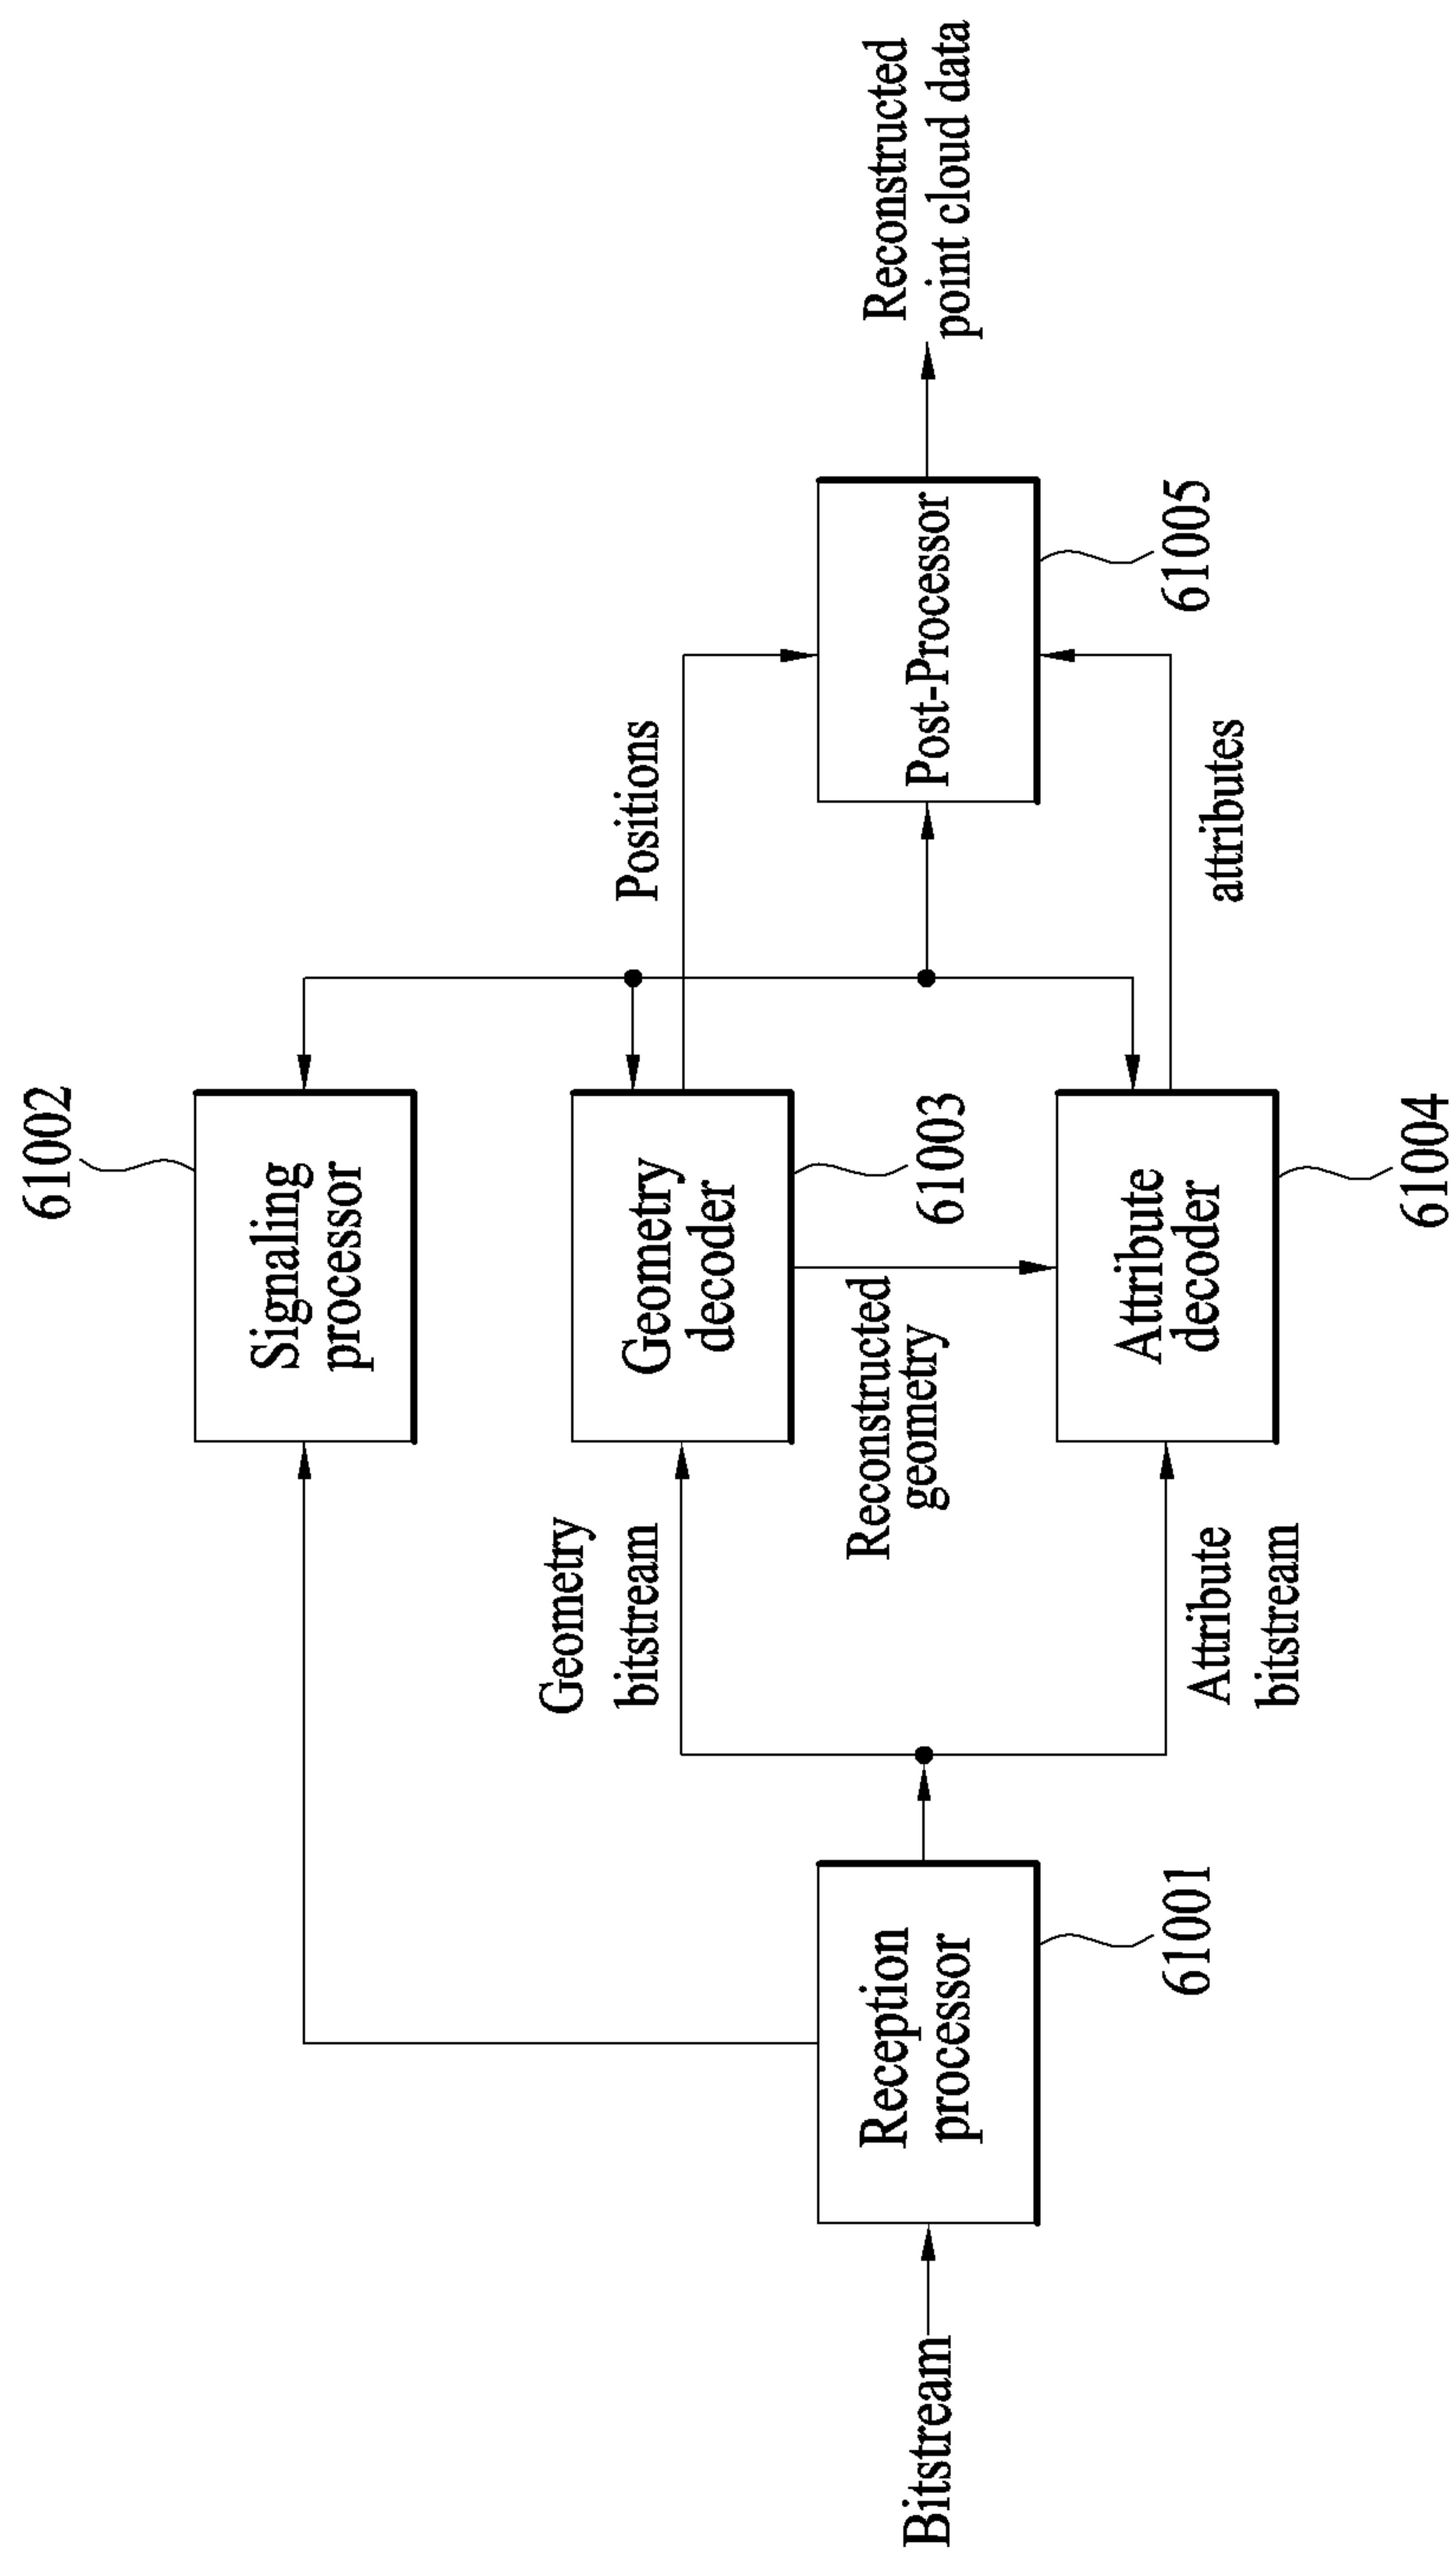 Bitstream
Reception
processor
61001
Signaling
processor
61002
Geometry
bitstream
Geometry
decoder
61003
Reconstructed
geometry
Attribute
bitstream
Attribute
decoder
61004
Positions
attributes
Post-Processor
61005
Reconstructed
point cloud data